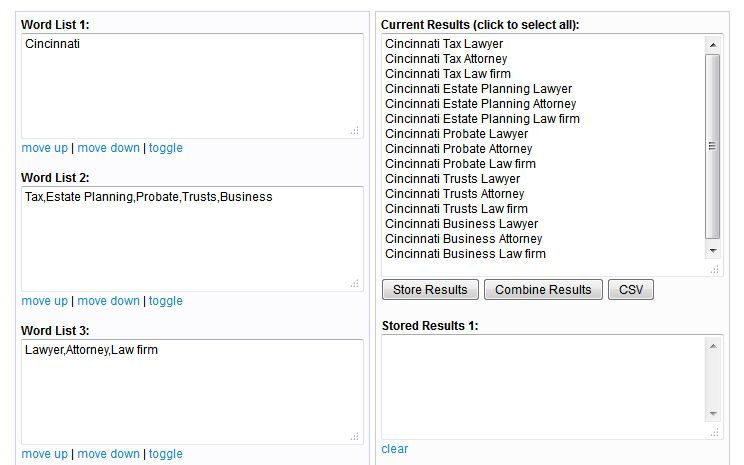 Word List 1:
Cincinnati
move up | move down | toggle
Word List 2:
Tax,Estate Planning,Probate,Trusts,Business
move up | move down | toggle
Word List 3:
Lawyer,Attorney,Law firm
move up | move down | toggle
Current Results (click to select all):
Cincinnati Tax Lawyer
Cincinnati Tax Attorney
Cincinnati Tax Law firm
Cincinnati Estate Planning Lawyer
Cincinnati Estate Planning Attorney
Cincinnati Estate Planning Law firm
Cincinnati Probate Lawyer
Cincinnati Probate Attorney
Cincinnati Probate Law firm
Cincinnati Trusts Lawyer
Cincinnati Trusts Attorney
Cincinnati Trusts Law firm
Cincinnati Business Lawyer
Cincinnati Business Attorney
Cincinnati Business Law firm
Store Results Combine Results CSV
Stored Results 1:
clear